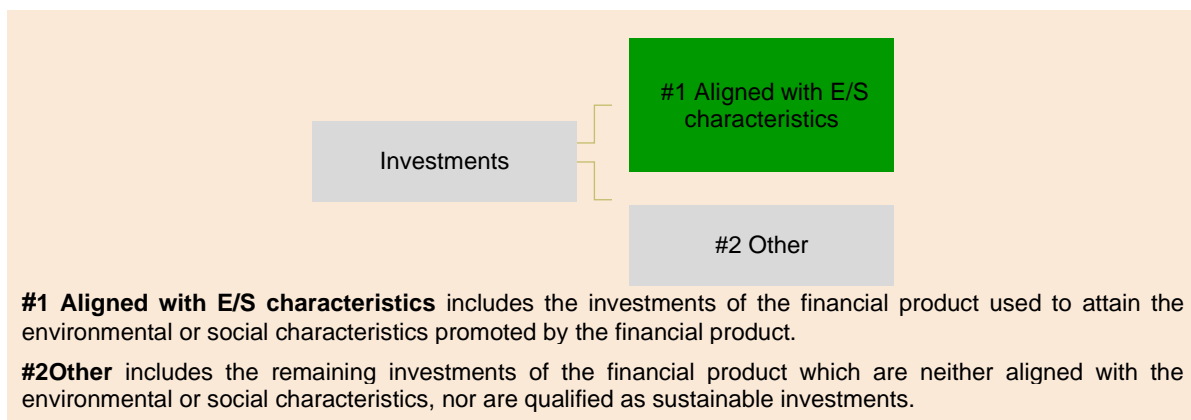 #1 Aligned with E/S
characteristics
Investments
#2 Other
#1 Aligned with E/S characteristics includes the investments of the financial product used to attain the
environmental or social characteristics promoted by the financial product.
#2Other includes the remaining investments of the financial product which are neither aligned with the
environmental or social characteristics, nor are qualified as sustainable investments.